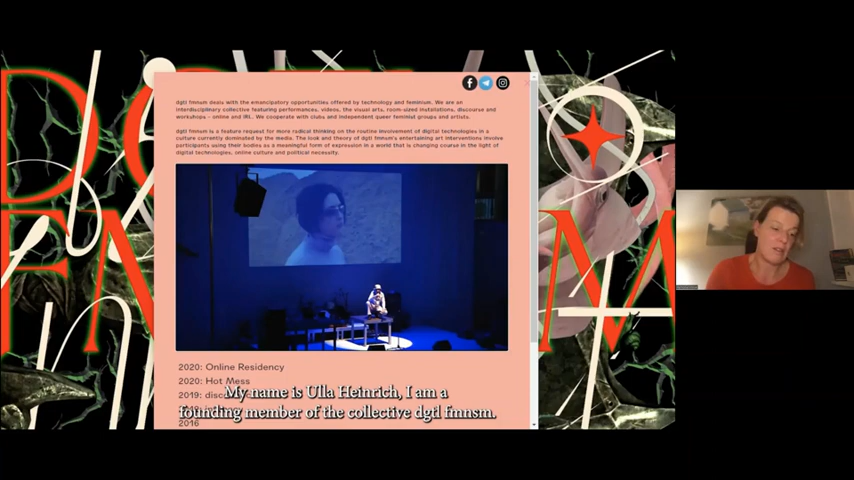 dgtl fmnum deals with the emancipatory opportunities offered by technology and feminism. We are an
interdisciplinary collective featuring performances, videos, the visual arts, room-sized installations, discourse and
workshops - online and IRL. We cooperate with clubs and independent queer feminist groups and artists.
dgtl fmnum is a feature request for more radical thinking on the routine involvement of digital technologies in a
culture currently dominated by the media. The look and theory of dgtl fmnum's entertaining art interventions involve
participants using their bodies as a meaningful form of expression in a world that is changing course in the light of
digital technologies, online culture and political necessity.
2020: Online Residency
2020: Hot Mess
2019:
2016
My name is Ulla Heinrich, I am a
founding member of the collective dgtl fmnsm.